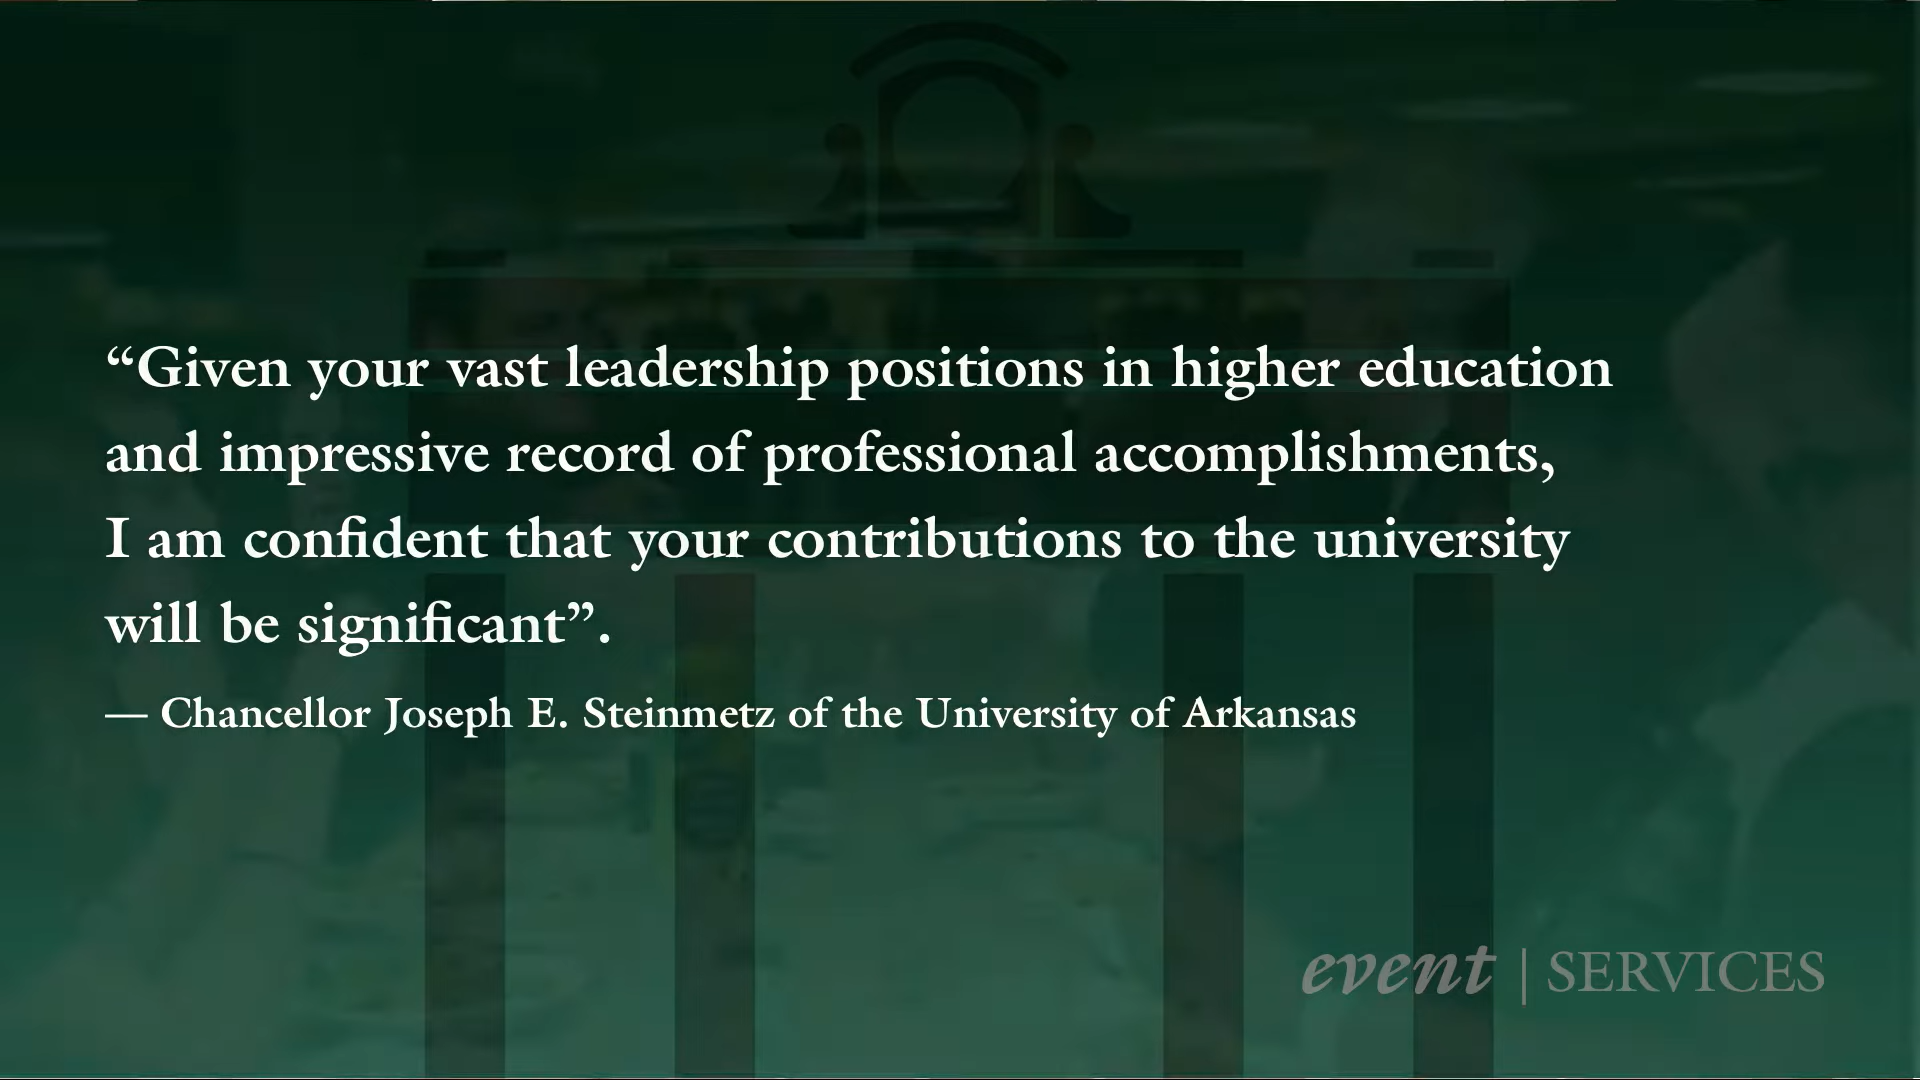 “Given your vast leadership positions in higher education
and impressive record of professional accomplishments,
I am confident that your contributions to the university
will be significant”.
— Chancellor Joseph E. Steinmetz of the University of Arkansas
event | SERVICES